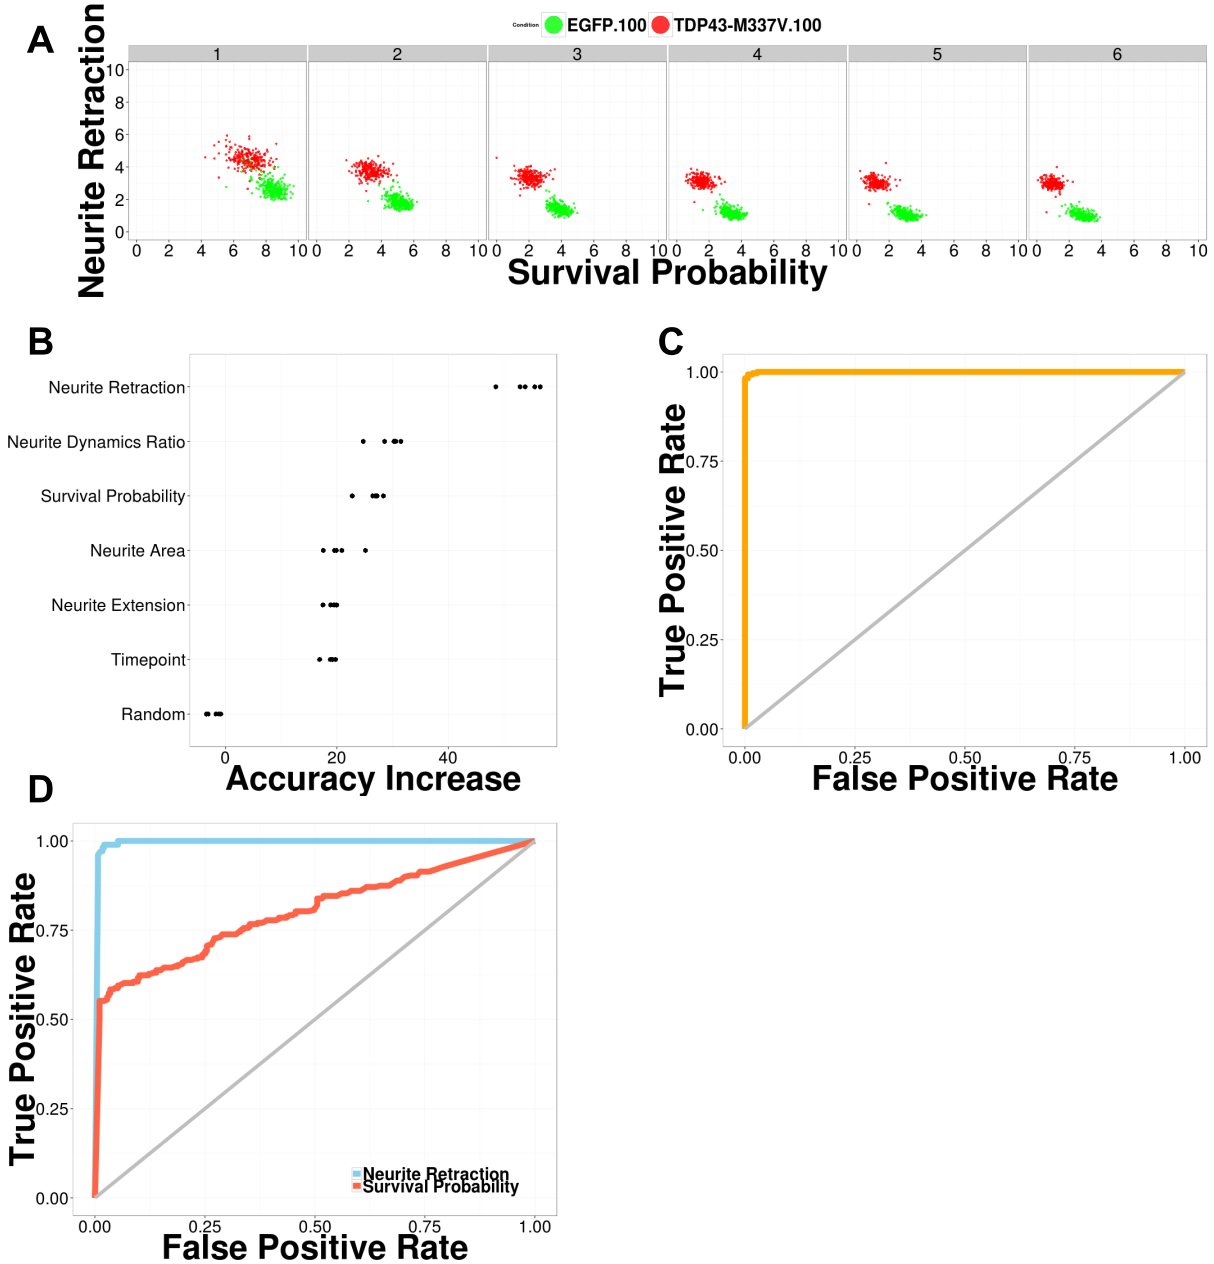 A
Condition EGFP.100 TDP43-M337V.100
Neurite Retraction
1 2 3 4 5 6
10
8
6
4
2
0
0 2 4 6 8 10 0 2 4 6 8 10 0 2 4 6 8 10 0 2 4 6 8 10 0 2 4 6 8 10 0 2 4 6 8 10
Survival Probability
B
Neurite Retraction
Neurite Dynamics Ratio
Survival Probability
Neurite Area
Neurite Extension
Timepoint
Random
0 20 40
Accuracy Increase
C
True Positive Rate
1.00
0.75
0.50
0.25
0.00
0.00 0.25 0.50 0.75 1.00
False Positive Rate
D
True Positive Rate
1.00
0.75
0.50
0.25
0.00
Neurite Retraction
Survival Probability
0.00 0.25 0.50 0.75 1.00
False Positive Rate